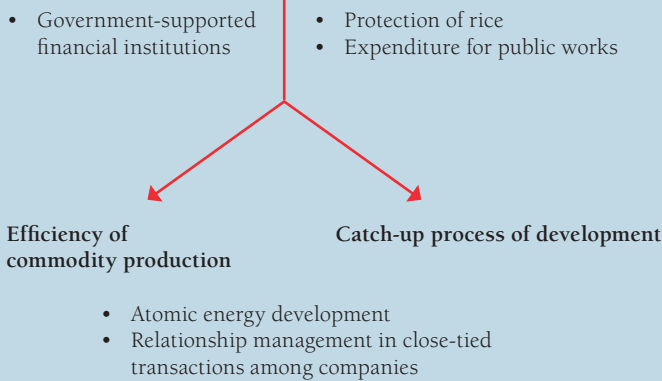 • Government-supported
financial institutions
• Protection of rice
• Expenditure for public works
Efficiency of
commodity production
Catch-up process of development
• Atomic energy development
• Relationship management in close-tied
transactions among companies